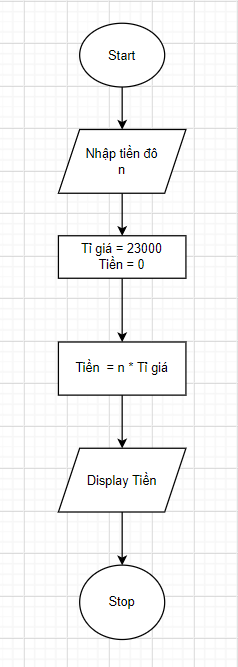 Start
Nhập tiền đô
n
Tỉ giá = 23000
Tiền = 0
Tiền = n * Tỉ giá
Display Tiền
Stop